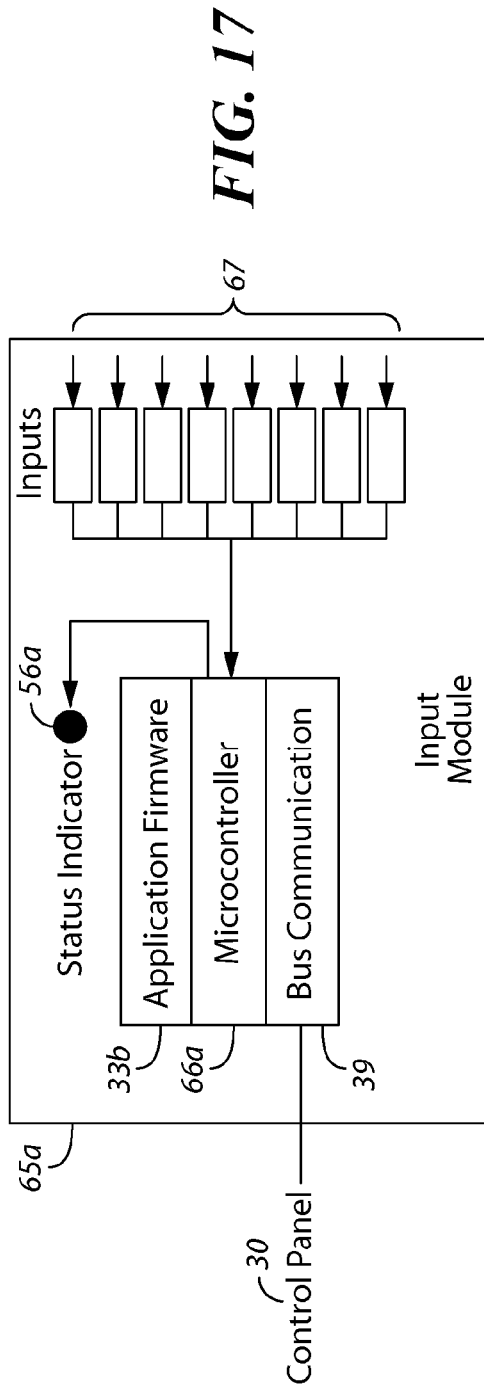 FIG. 17
65a
Status Indicator
56a
Inputs
67
33b
Application Firmware
66a
Microcontroller
39
Bus Communication
30
Control Panel
Input
Module